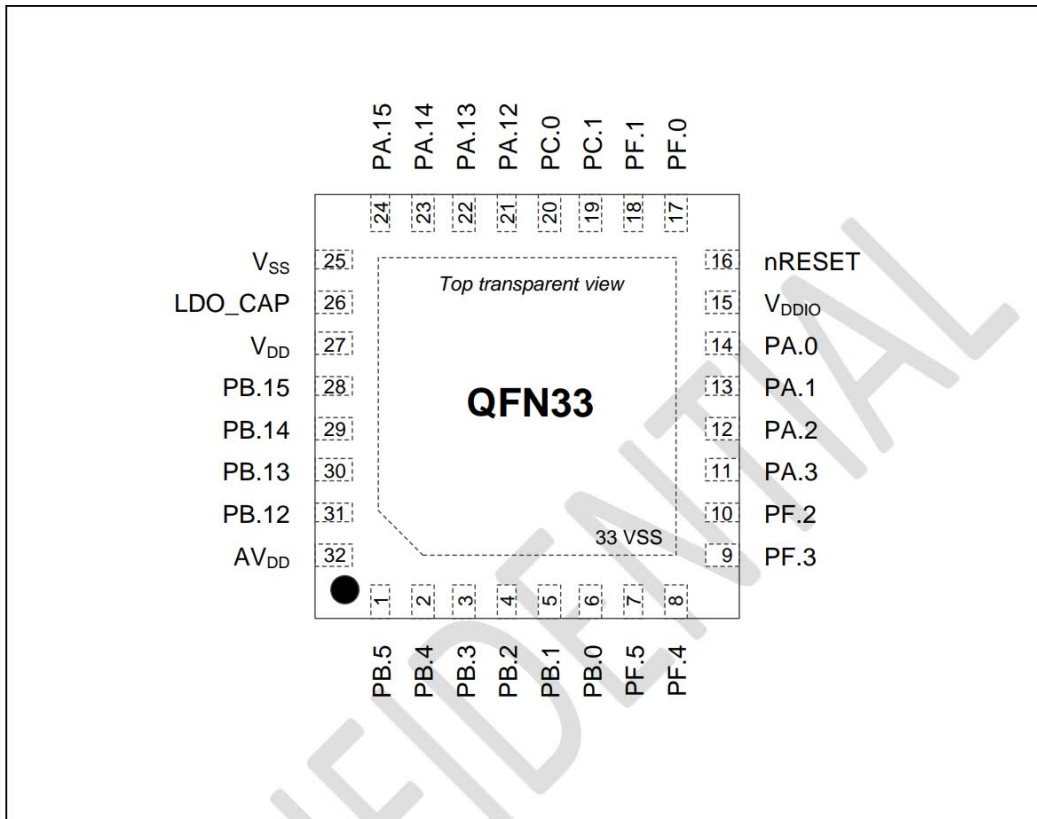 PA.15 PA.14 PA.13 PA.12 PC.0 PC.1 PF.1 PF.0
24 23 22 21 20 19 18 17
V_SS 25 16 nRESET
Top transparent view
LDO_CAP 26 15 V_DDIO
V_DD 27 14 PA.0
PB.15 28 13 PA.1
QFN33
PB.14 29 12 PA.2
PB.13 30 11 PA.3
PB.12 31 10 PF.2
33 VSS
AV_DD 32 9 PF.3
1 2 3 4 5 6 7 8
PB.5 PB.4 PB.3 PB.2 PB.1 PB.0 PF.5 PF.4